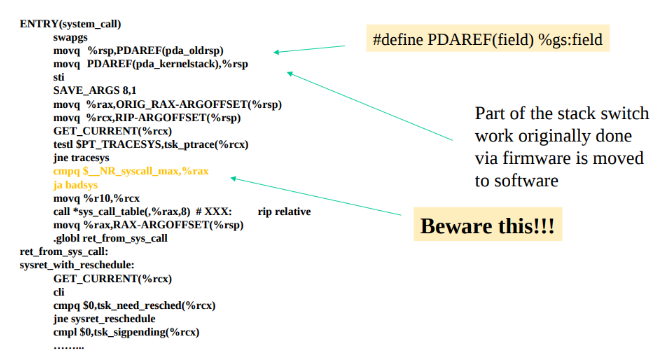 ENTRY(system_call)
swapgs
movq %rsp,PDAREF(pda_oldrsp)
movq PDAREF(pda_kernelstack),%rsp
sti
SAVE_ARGS 8,1
movq %rax,ORIG_RAX-ARGOFFSET(%rsp)
movq %rcx,RIP-ARGOFFSET(%rsp)
GET_CURRENT(%rcx)
testl $PT_TRACESYS,tsk_ptrace(%rcx)
jne tracesys
cmpq $__NR_syscall_max,%rax
ja badsys
movq %r10,%rcx
call *sys_call_table(,%rax,8) # XXX: rip relative
movq %rax,RAX-ARGOFFSET(%rsp)
.globl ret_from_sys_call
ret_from_sys_call:
sysret_with_reschedule:
GET_CURRENT(%rcx)
cli
cmpq $0,tsk_need_resched(%rcx)
jne sysret_reschedule
cmpl $0,tsk_sigpending(%rcx)
……...
#define PDAREF(field) %gs:field
Part of the stack switch
work originally done
via firmware is moved
to software
Beware this!!!